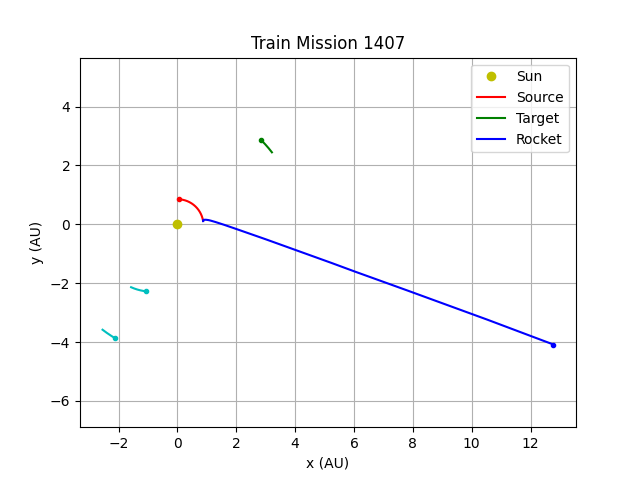 Train Mission 1407
Sun
Source
Target
Rocket
4
2
0
−2
−4
−6
y (AU)
−2
0
2
4
6
8
10
12
x (AU)